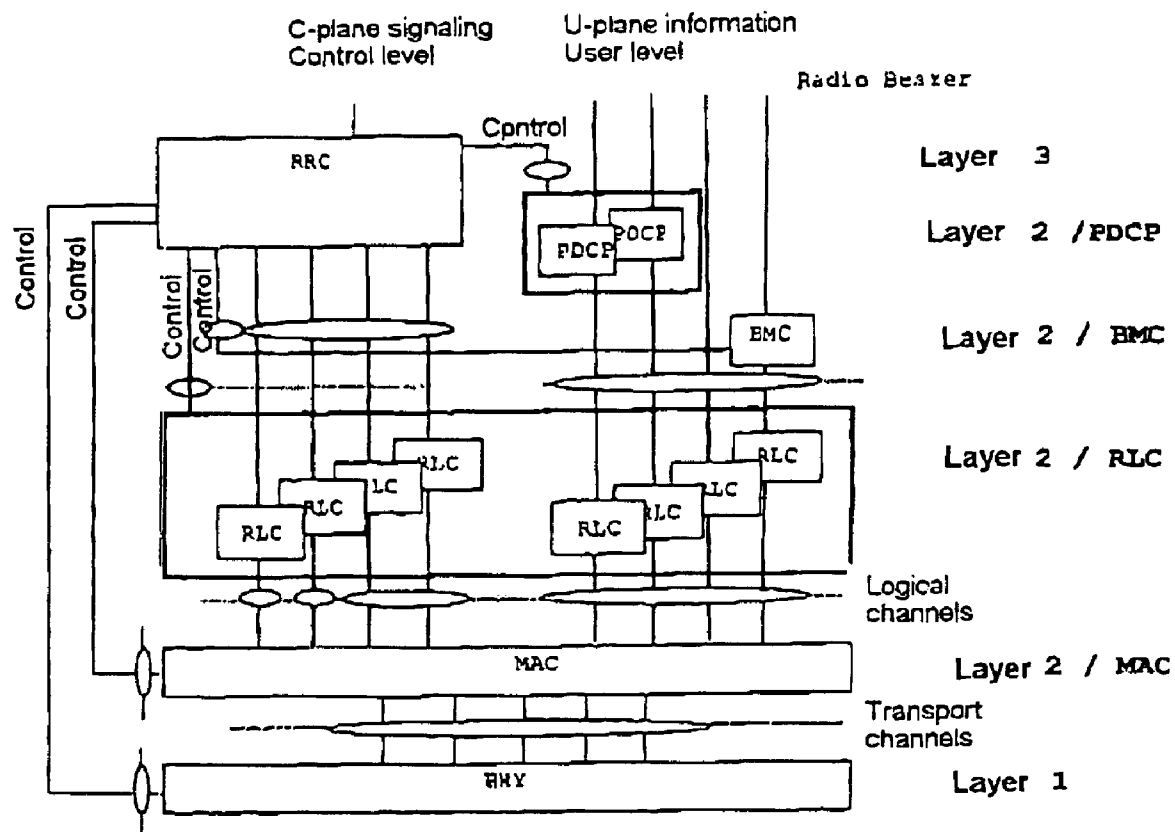 C-plane signaling
Control level
U-plane information
User level
Radio Bearer
Cpntrol
RRC
Layer 3
PDCP
PDCP
Layer 2 / PDCP
Control
Control
Control
Control
BMC
Layer 2 / BMC
RLC
RLC
RLC
RLC
RLC
RLC
RLC
RLC
Layer 2 / RLC
Logical
channels
MAC
Layer 2 / MAC
Transport
channels
PHY
Layer 1